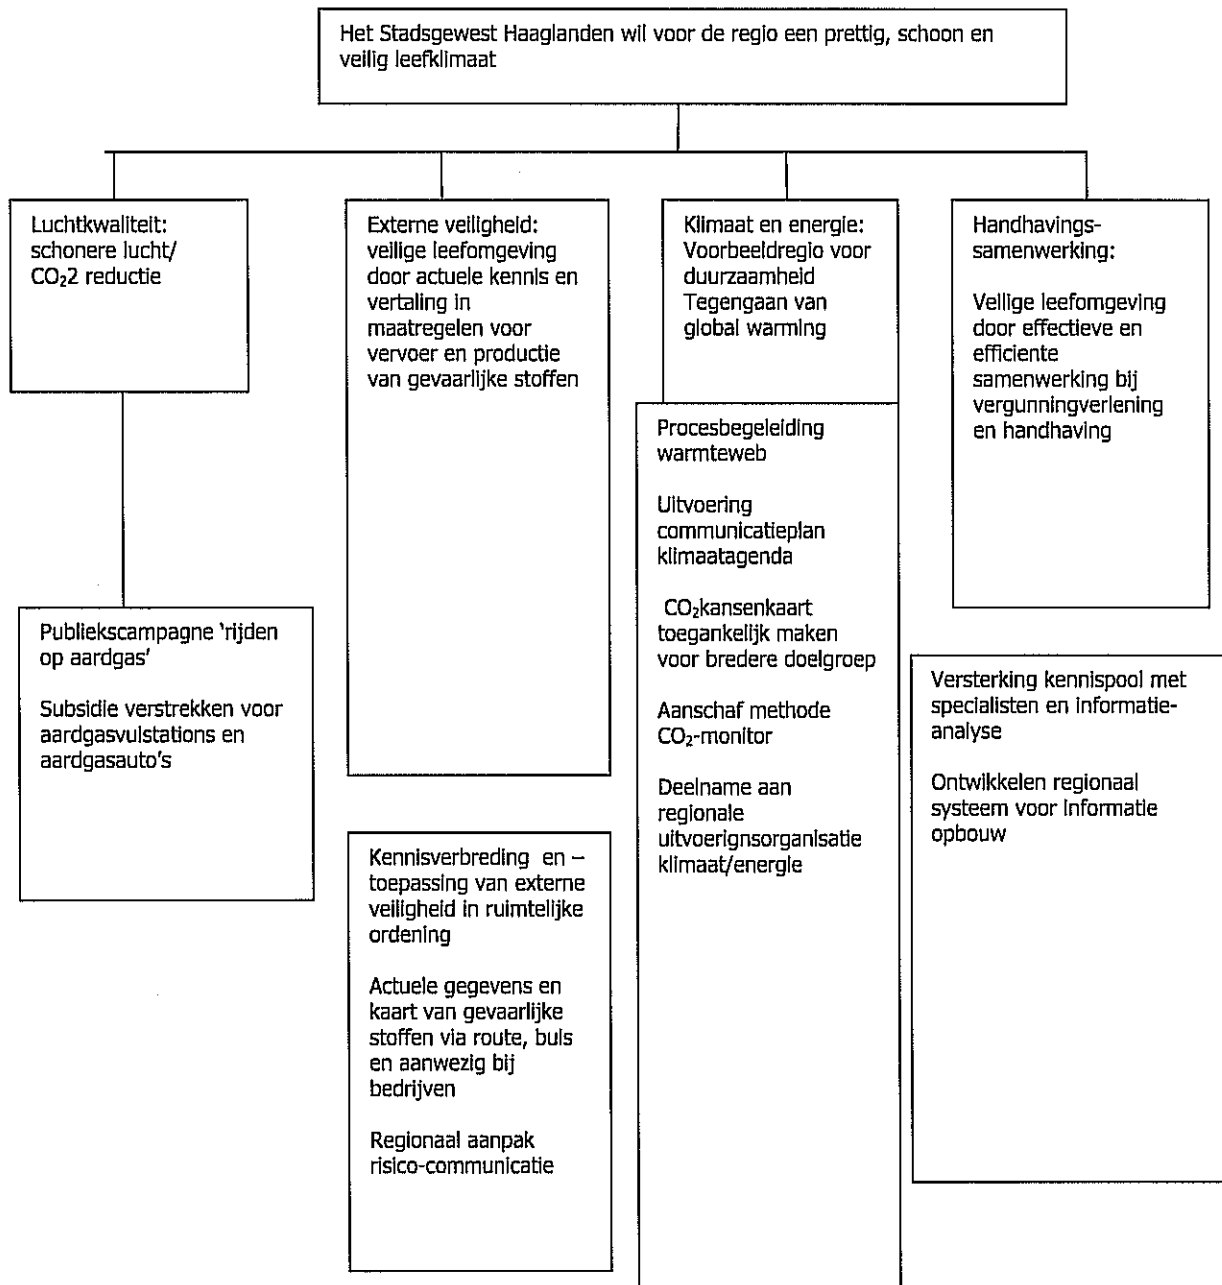 Het Stadsgewest Haaglanden wil voor de regio een prettig, schoon en
veilig leefklimaat
Luchtkwaliteit:
schonere lucht/
CO₂2 reductie
Externe veiligheid:
veilige leefomgeving
door actuele kennis en
vertaling in
maatregelen voor
vervoer en productie
van gevaarlijke stoffen
Klimaat en energie:
Voorbeeldregio voor
duurzaamheid
Tegengaan van
global warming
Handhavings-
samenwerking:
Veilige leefomgeving
door effectieve en
efficiente
samenwerking bij
vergunningverlening
en handhaving
Publiekscampagne ‘rijden
op aardgas’
Subsidie verstrekken voor
aardgasvulstations en
aardgasauto’s
Kennisverbreding en –
toepassing van externe
veiligheid in ruimtelijke
ordening
Actuele gegevens en
kaart van gevaarlijke
stoffen via route, buis
en aanwezig bij
bedrijven
Regionaal aanpak
risico-communicatie
Procesbegeleiding
warmteweb
Uitvoering
communicatieplan
klimaatagenda
CO₂kansenkaart
toegankelijk maken
voor bredere doelgroep
Aanschaf methode
CO₂-monitor
Deelname aan
regionale
uitvoerignsorganisatie
klimaat/energie
Versterking kennispool met
specialisten en informatie-
analyse
Ontwikkelen regionaal
systeem voor informatie
opbouw